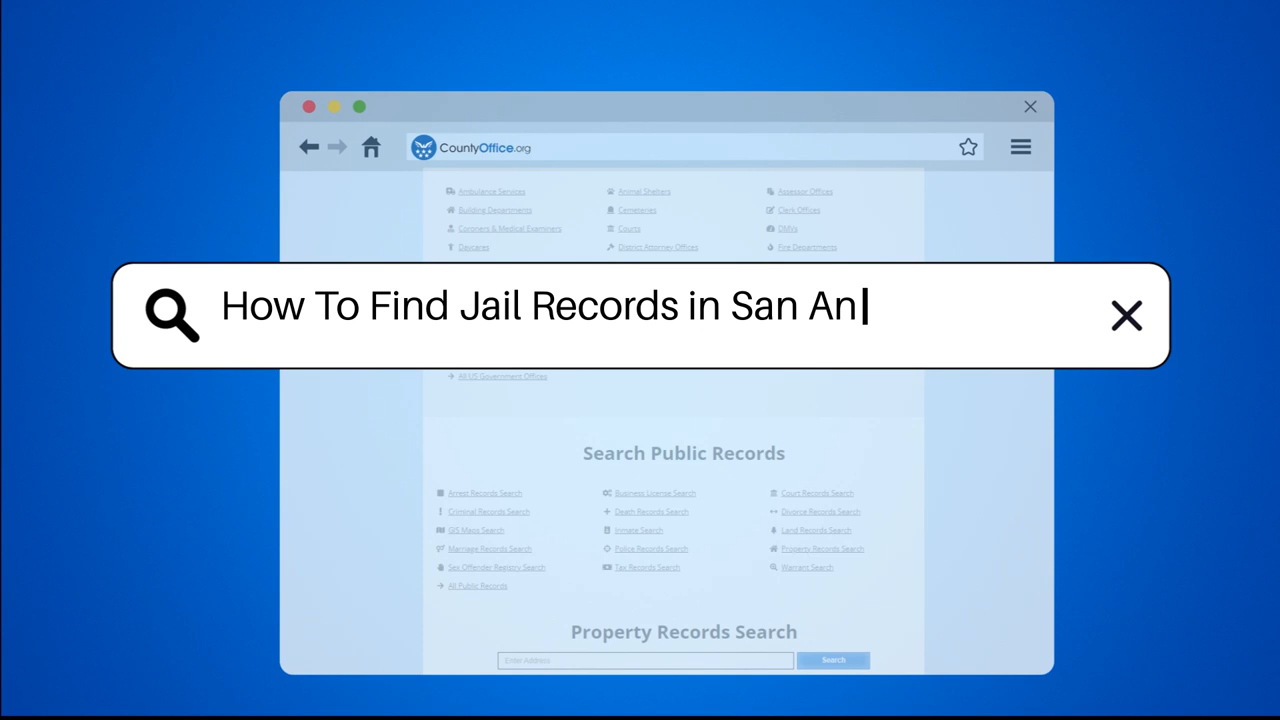 CountyOffice.org
Ambulance Services Animal Shelters Assessor Offices
Building Departments Cemeteries Clerk Offices
Coroners & Medical Examiners Courts DMVs
Daycares District Attorney Offices Fire Departments
How To Find Jail Records in San An
All US Government Offices
Search Public Records
Arrest Records Search Business License Search Court Records Search
Criminal Records Search Death Records Search Divorce Records Search
GIS Maps Search Inmate Search Land Records Search
Marriage Records Search Police Records Search Property Records Search
Sex Offender Registry Search Tax Records Search Warrant Search
All Public Records
Property Records Search
Enter Address Search